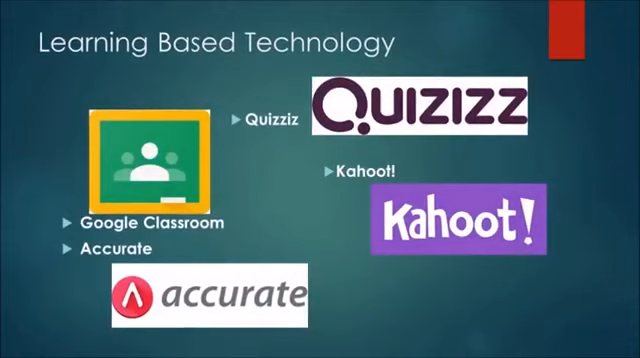 Learning Based Technology
Quizziz
QUIZIZZ
Kahoot!
Kahoot!
Google Classroom
Accurate
accurate